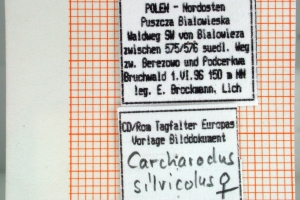 POLEN - Nordosten
Puszcza Bialowieska
Waldweg SW von Bialowieza
zwischen 575/576 suedl. Weg
zw. Berezowo und Podcerkwa
Bruchwald 1.VI.96 150 m NN
leg. E. Brockmann, Lich
CD/Rom Tagfalter Europas
Vorlage Bilddokument
Carcharodus
silvicolus ♀